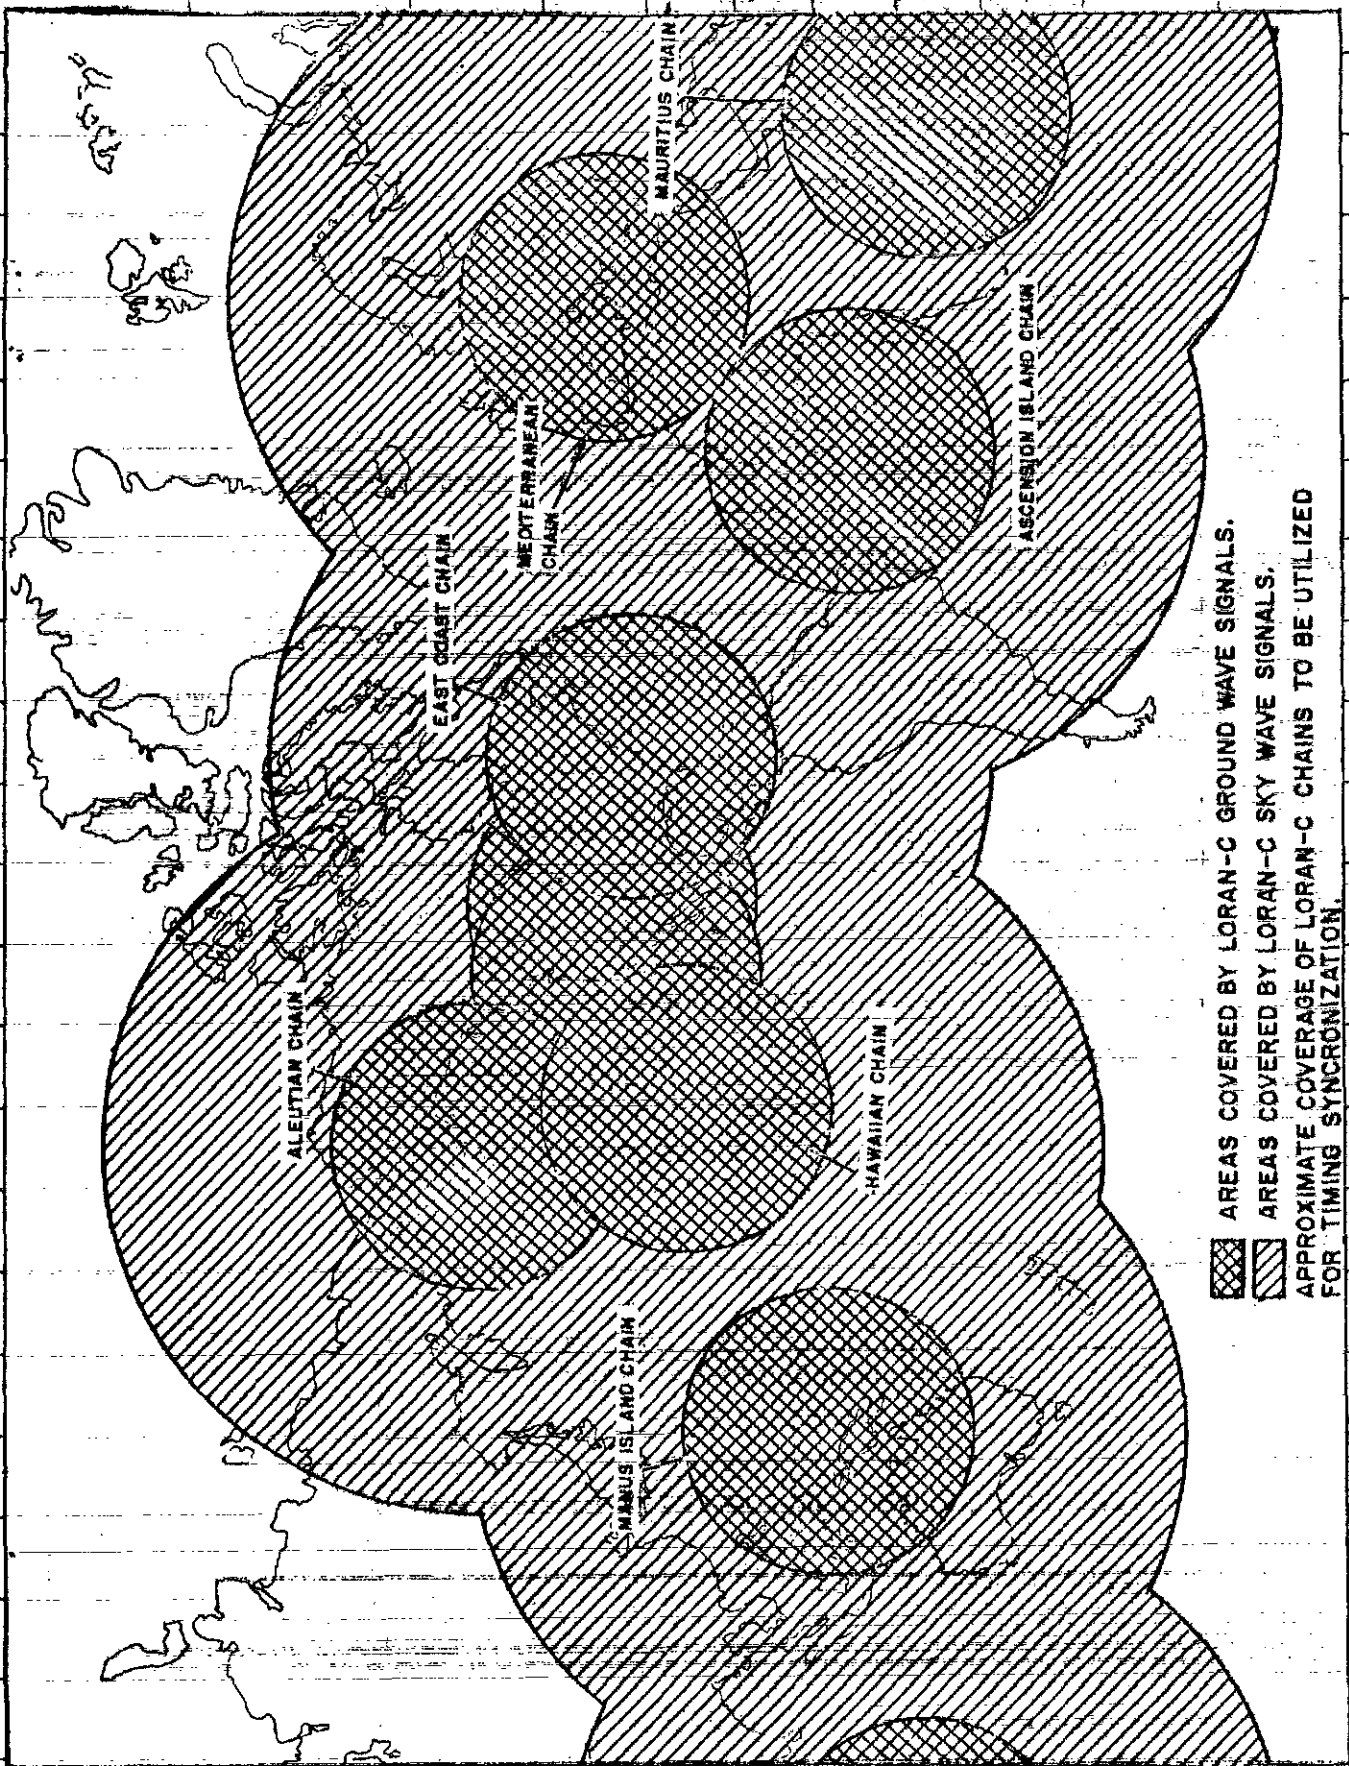 ALEUTIAN CHAIN
EAST COAST CHAIN
MEDITERRANEAN
CHAIN
MAURITIUS CHAIN
MANUS ISLAND CHAIN
HAWAIIAN CHAIN
ASCENSION ISLAND CHAIN
AREAS COVERED BY LORAN-C GROUND WAVE SIGNALS.
AREAS COVERED BY LORAN-C SKY WAVE SIGNALS.
APPROXIMATE COVERAGE OF LORAN-C CHAINS TO BE UTILIZED
FOR TIMING SYNCRONIZATION.